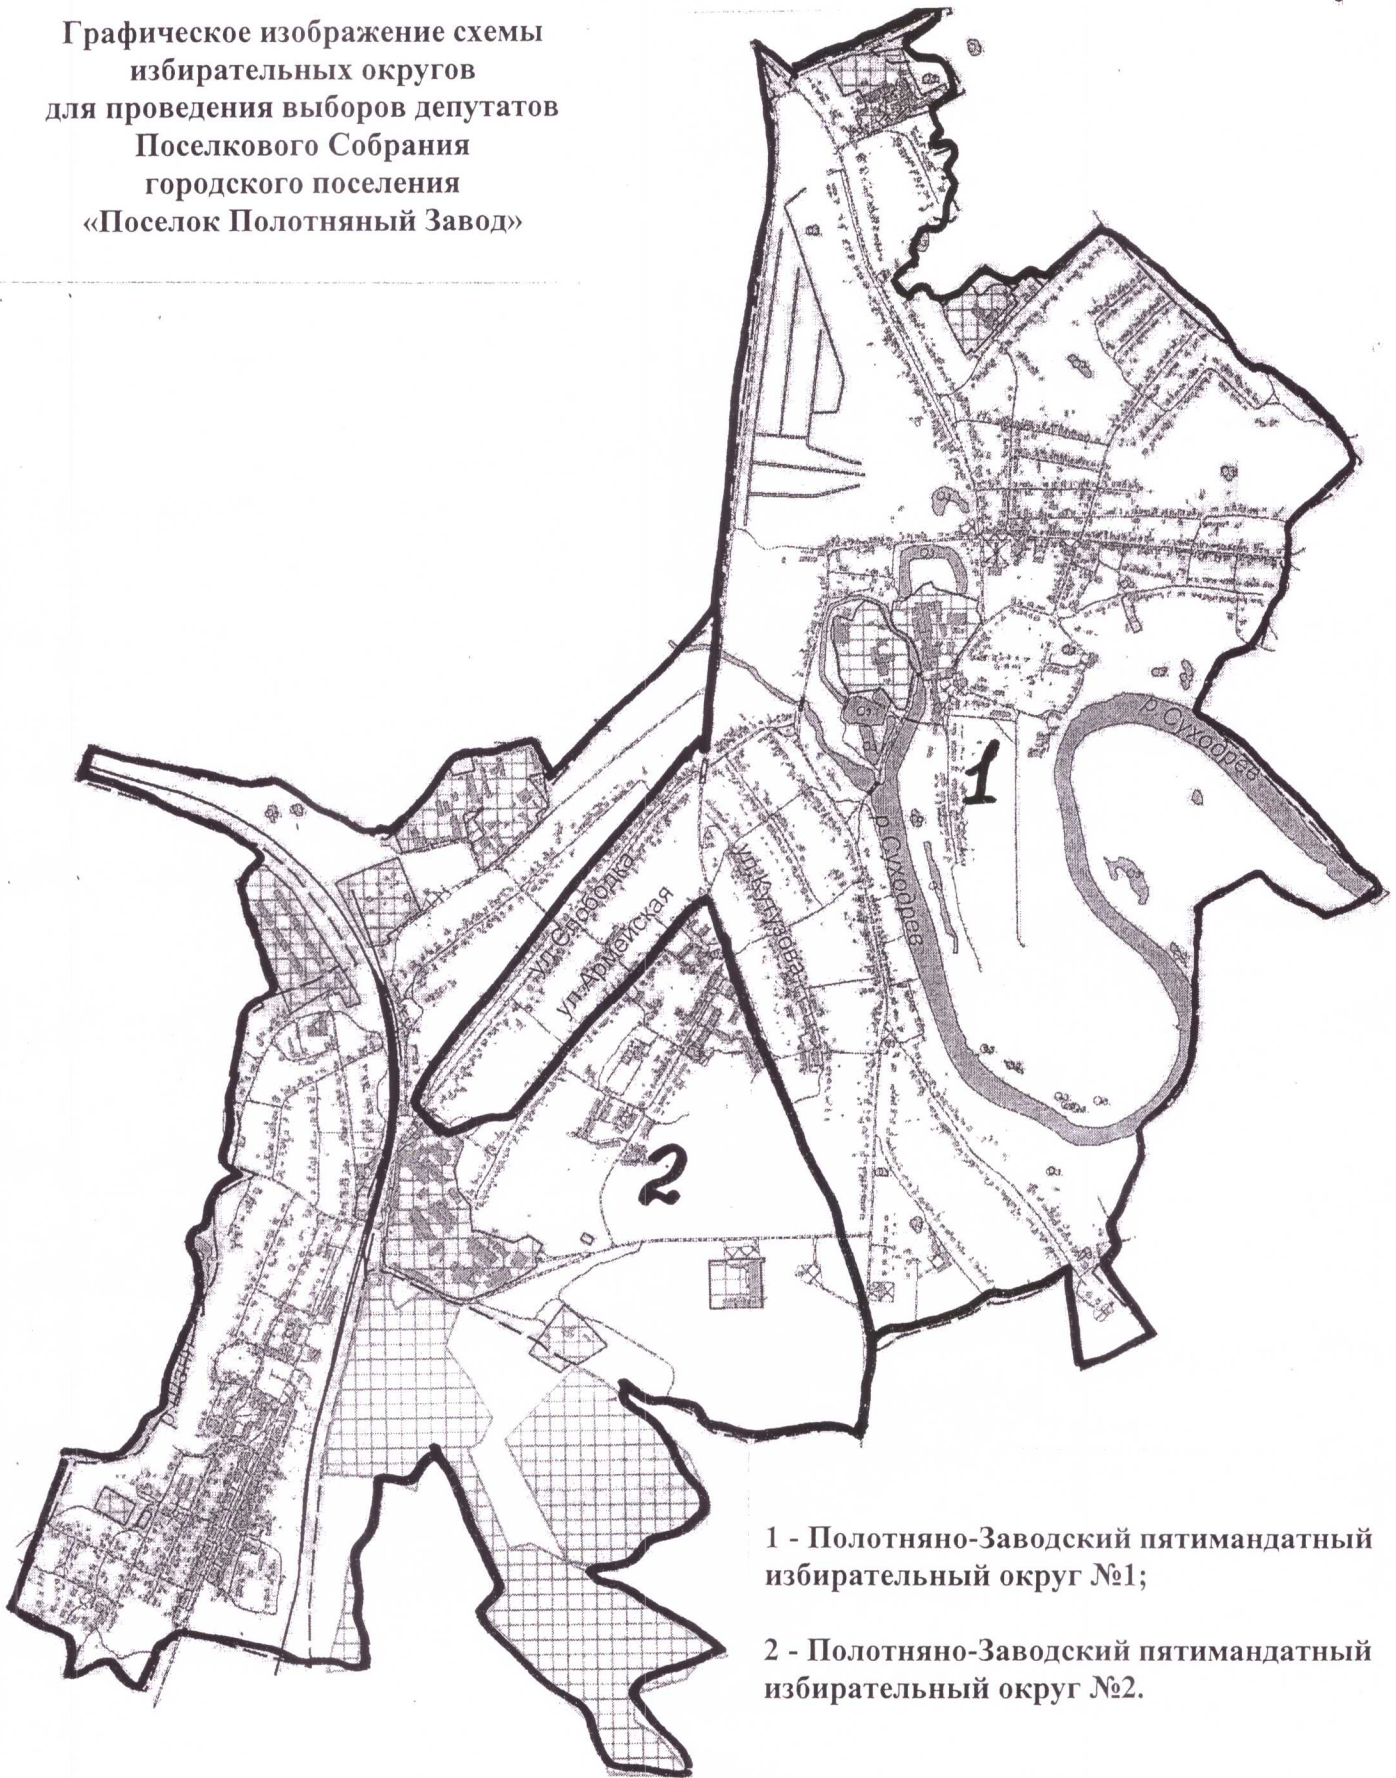 Графическое изображение схемы
избирательных округов
для проведения выборов депутатов
Поселкового Собрания
городского поселения
«Поселок Полотняный Завод»
р.Суходрев
1
р.Суходрев
ул.Кутузова
ул.Слободка
ул.Армейская
2
1 - Полотняно-Заводский пятимандатный
избирательный округ №1;
2 - Полотняно-Заводский пятимандатный
избирательный округ №2.